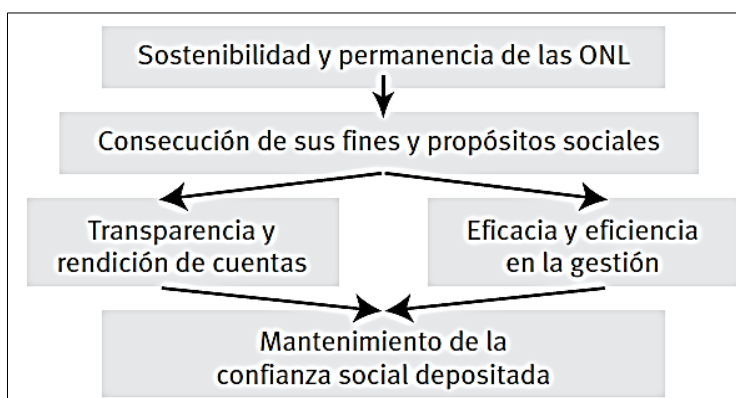 Sostenibilidad y permanencia de las ONL
Consecución de sus fines y propósitos sociales
Transparencia y
rendición de cuentas
Eficacia y eficiencia
en la gestión
Mantenimiento de la
confianza social depositada